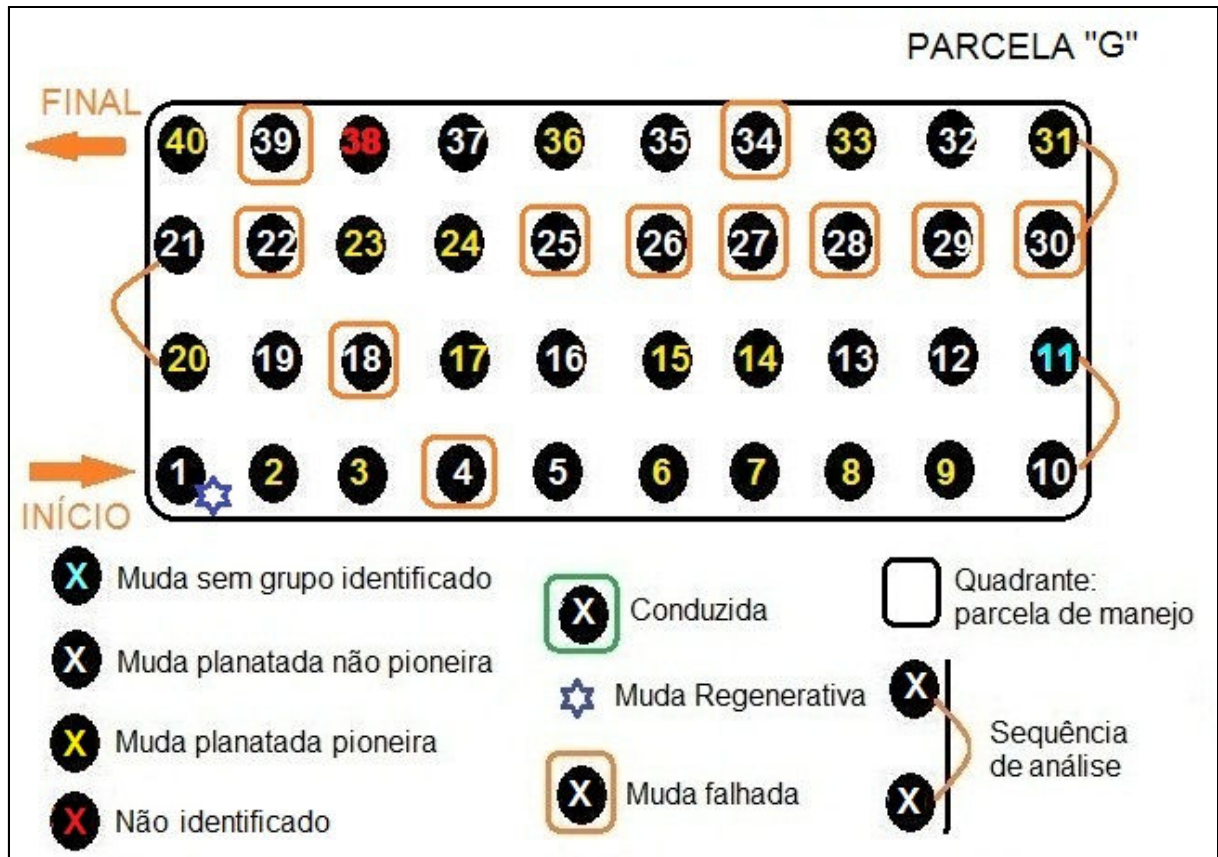 PARCELA "G"
FINAL
40 39 38 37 36 35 34 33 32 31
21 22 23 24 25 26 27 28 29 30
20 19 18 17 16 15 14 13 12 11
1 2 3 4 5 6 7 8 9 10
INÍCIO
X Muda sem grupo identificado
X Muda planatada não pioneira
X Muda planatada pioneira
X Não identificado
X Conduzida
Muda Regenerativa
X Muda falhada
Quadrante:
parcela de manejo
X
X
Sequência
de análise